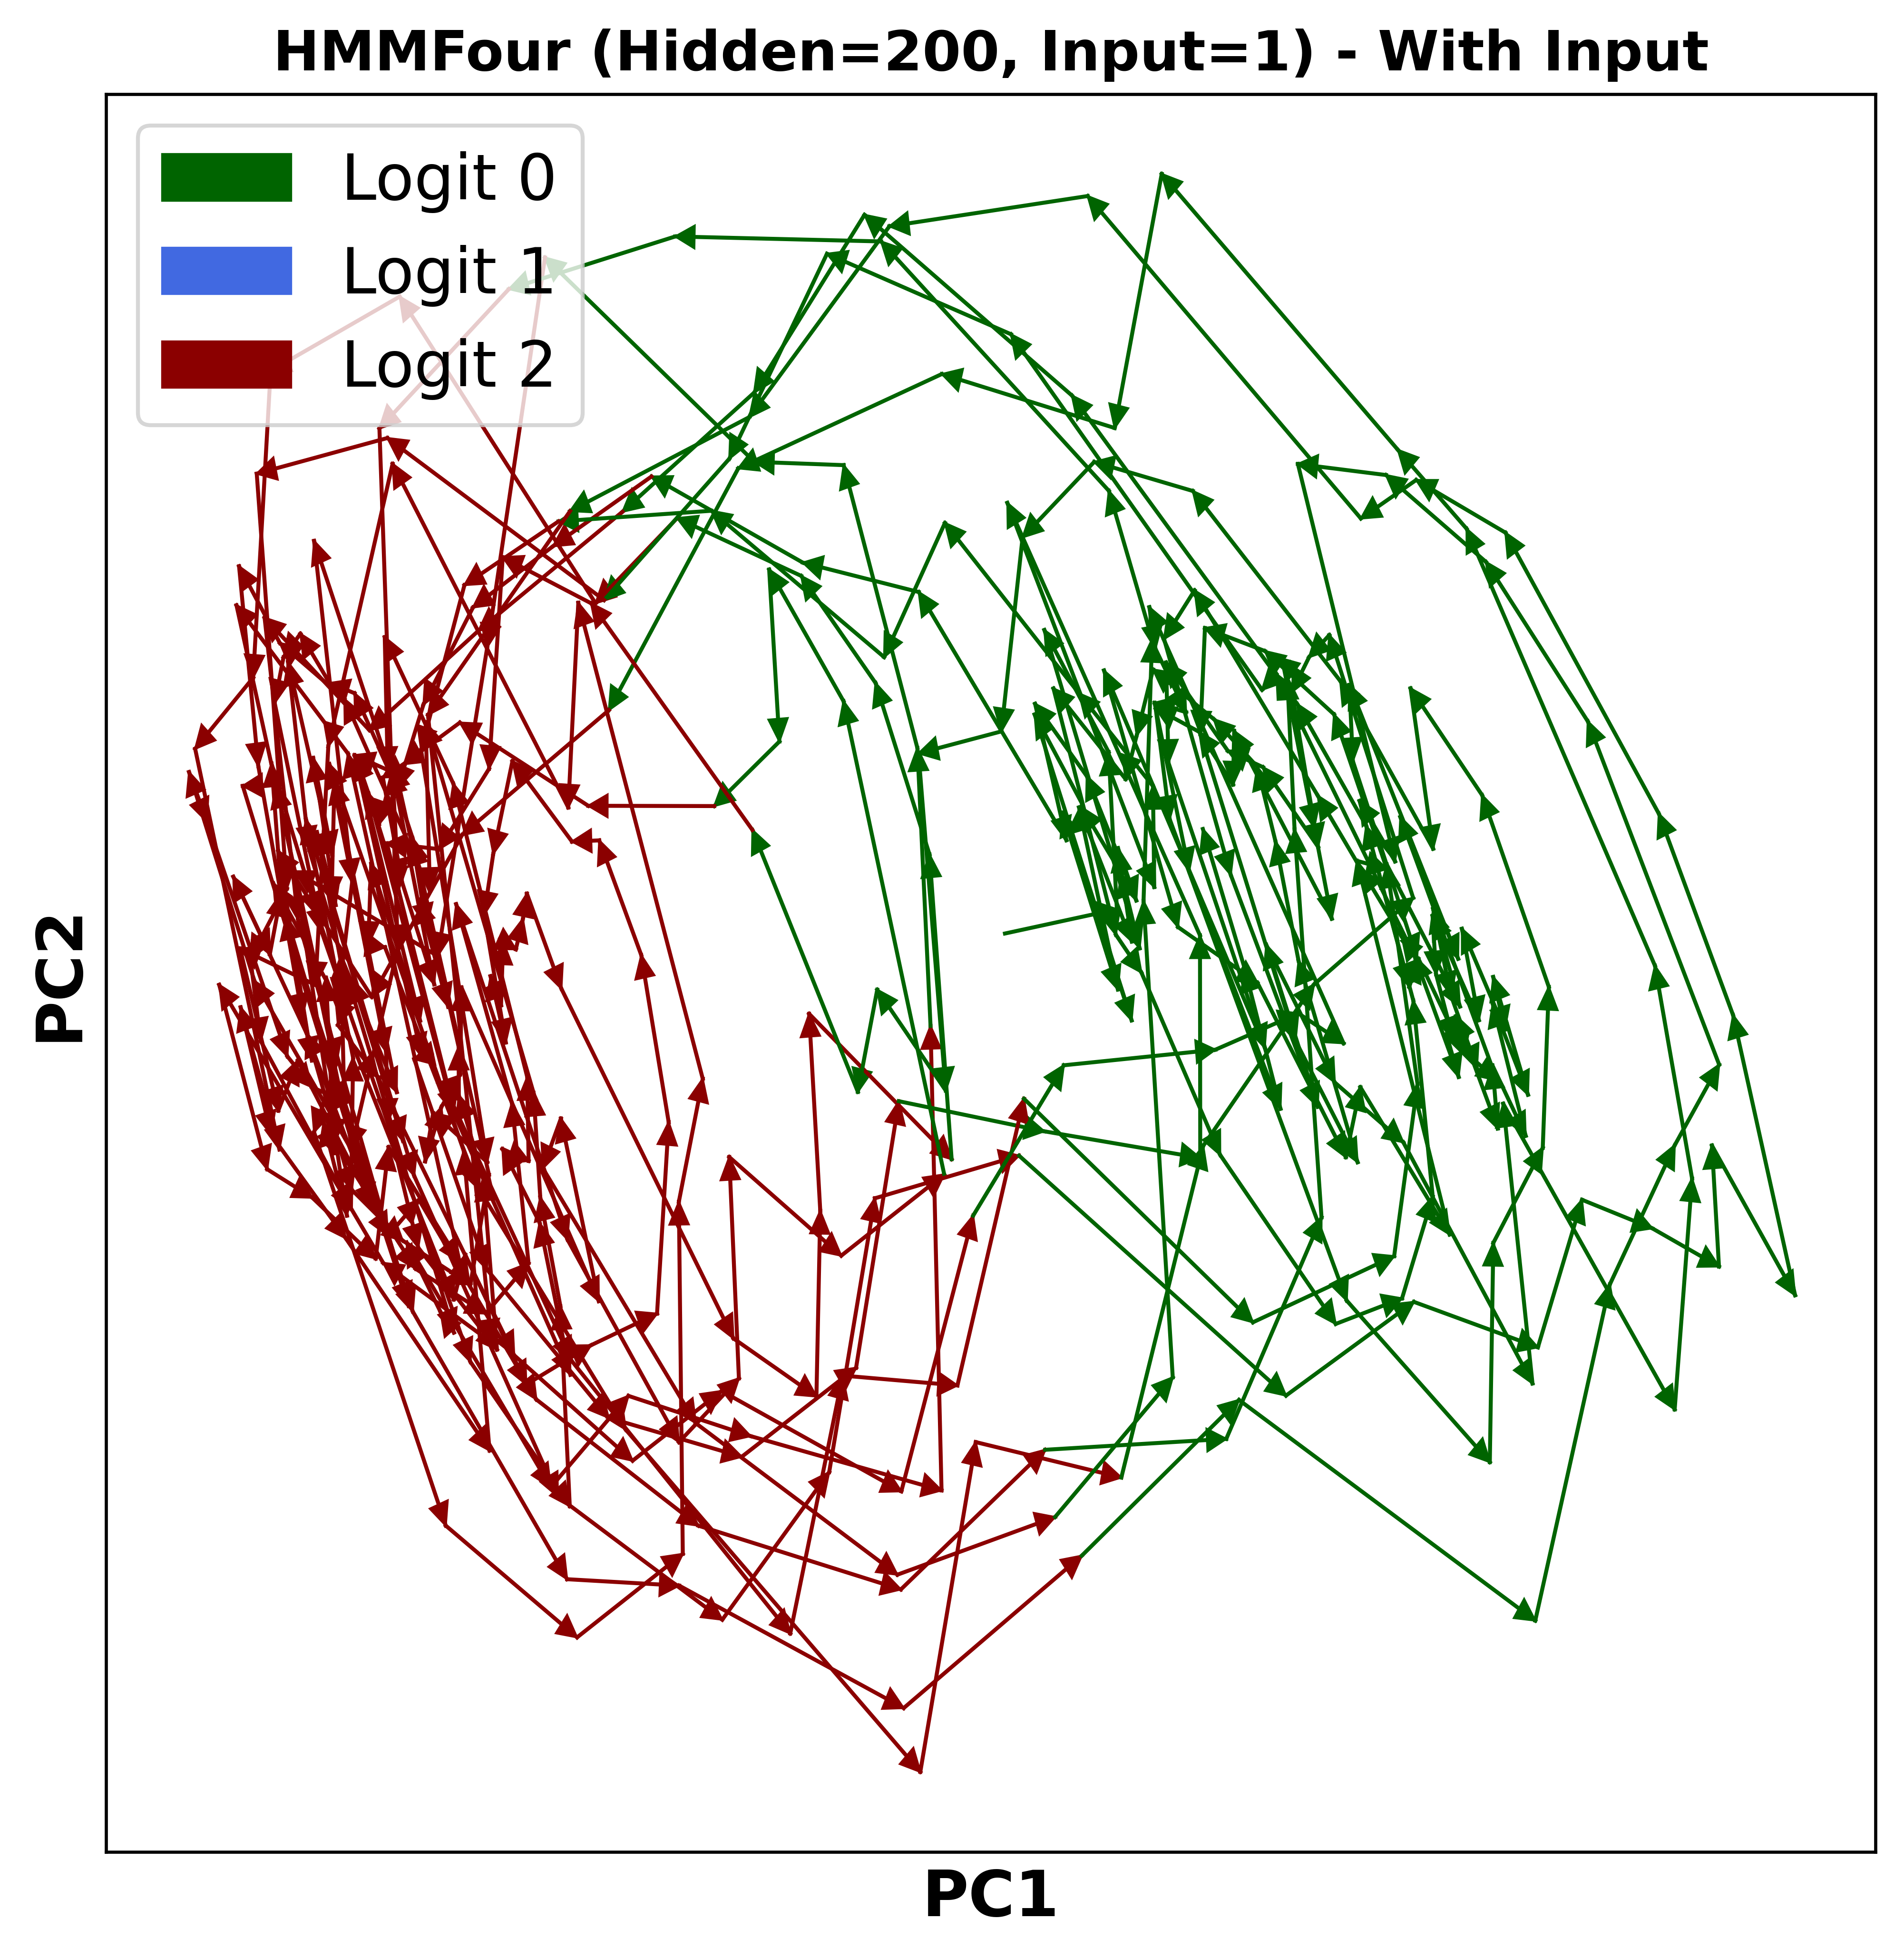 HMMFour (Hidden=200, Input=1) - With Input
Logit 0
Logit 1
Logit 2
PC2
PC1